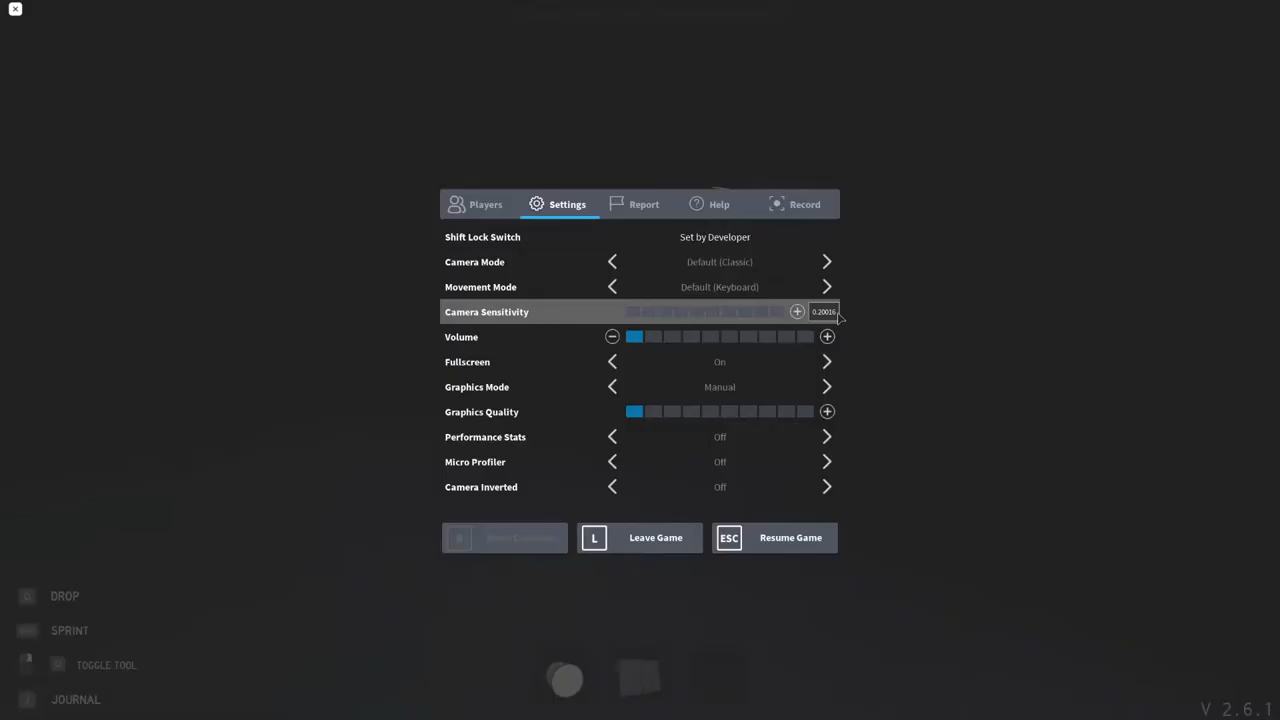 Players Settings Report Help Record
Shift Lock Switch Set by Developer
Camera Mode Default (Classic)
Movement Mode Default (Keyboard)
Camera Sensitivity 0.20016
Volume
Fullscreen On
Graphics Mode Manual
Graphics Quality
Performance Stats Off
Micro Profiler Off
Camera Inverted Off
L Leave Game ESC Resume Game
DROP
SPRINT
TOGGLE TOOL
JOURNAL
V 2.6.1